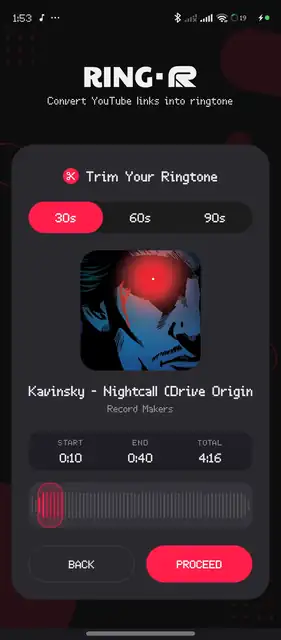 1:53 19
RING·R
Convert YouTube links into ringtone
Trim Your Ringtone
30s 60s 90s
Kavinsky - Nightcall (Drive Origin
Record Makers
START END TOTAL
0:10 0:40 4:16
BACK PROCEED